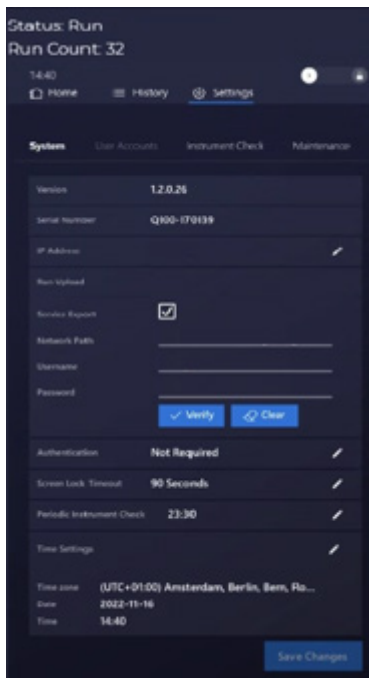 Status: Run
Run Count: 32
14:40
Home History Settings
System User Accounts Instrument Check Maintenance
Version 1.2.0.26
Serial Number Q100-170139
IP Address
Run Upload
Service Export
Network Path
Username
Password
Verify Clear
Authentication Not Required
Screen Lock Timeout 90 Seconds
Periodic Instrument Check 23:30
Time Settings
Time zone (UTC+01:00) Amsterdam, Berlin, Bern, Ro...
Date 2022-11-16
Time 14:40
Save Changes